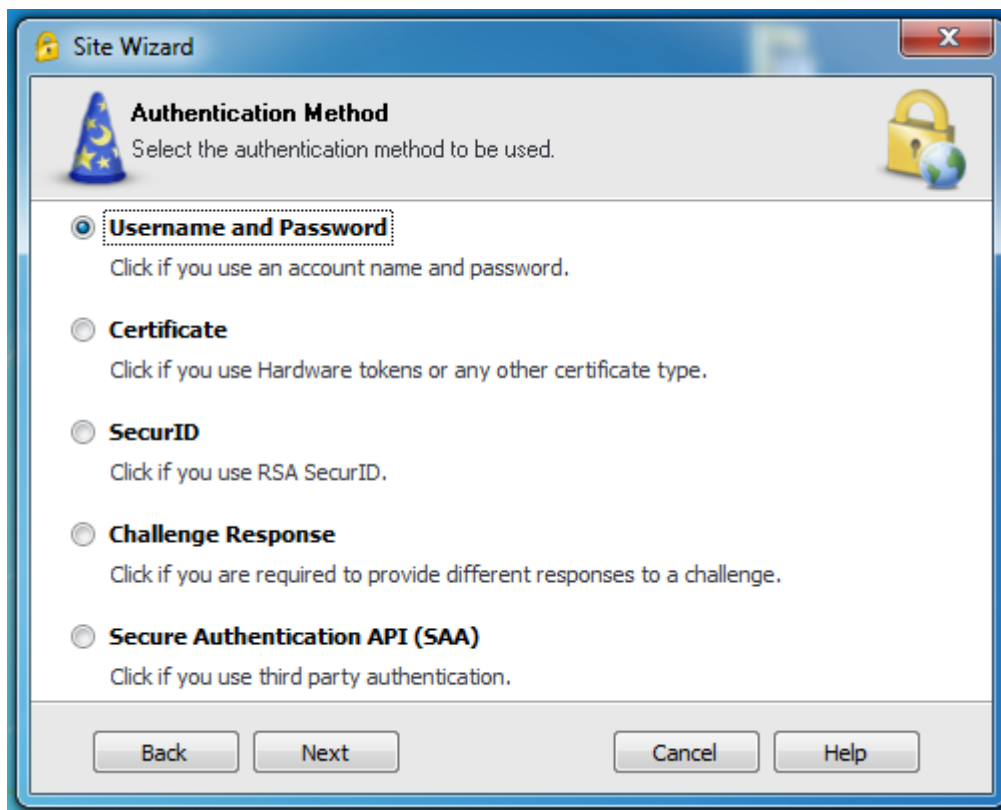 Site Wizard
Authentication Method
Select the authentication method to be used.
Username and Password
Click if you use an account name and password.
Certificate
Click if you use Hardware tokens or any other certificate type.
SecurID
Click if you use RSA SecurID.
Challenge Response
Click if you are required to provide different responses to a challenge.
Secure Authentication API (SAA)
Click if you use third party authentication.
Back Next Cancel Help